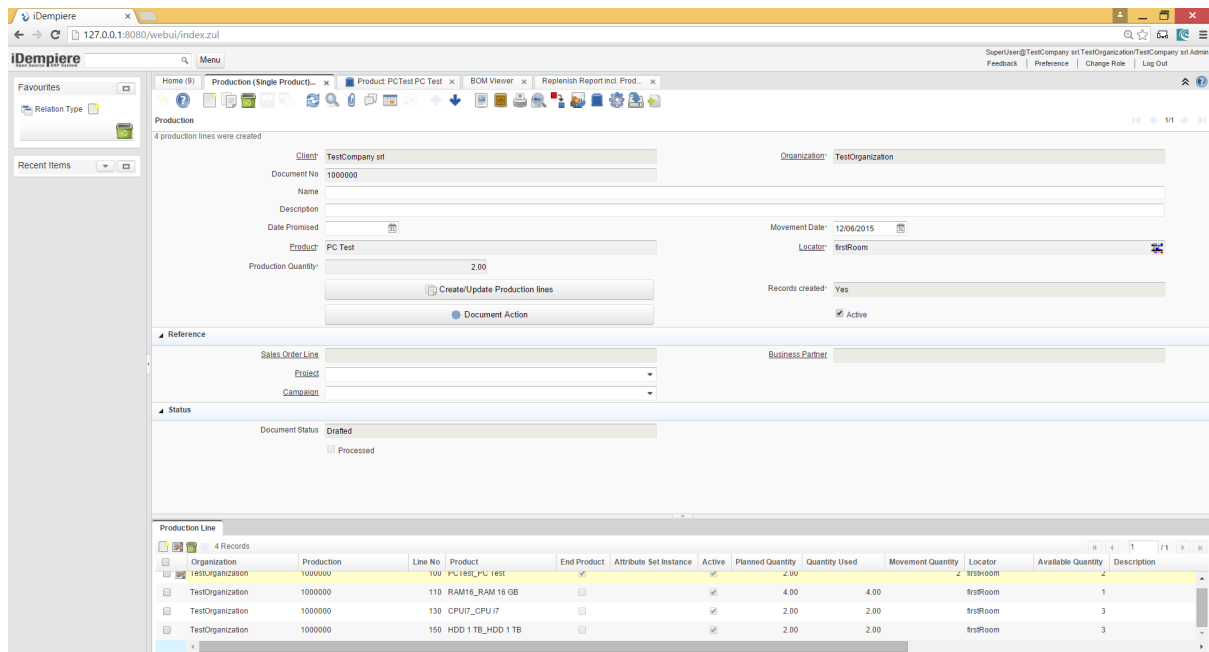 iDempiere
127.0.0.1:8080/webui/index.zul
iDempiere
Open Source ERP System
Menu
SuperUser@TestCompany srl.TestOrganization/TestCompany srl Admin
Feedback | Preference | Change Role | Log Out
Favourites
Relation Type
Recent Items
Home (9)
Production (Single Product)...
Product: PCTest PC Test
BOM Viewer
Replenish Report incl. Prod...
Production
1/1
4 production lines were created
Client* TestCompany srl
Organization* TestOrganization
Document No 1000000
Name
Description
Date Promised
Movement Date* 12/06/2015
Product* PC Test
Locator* firstRoom
Production Quantity* 2.00
Create/Update Production lines
Records created* Yes
Document Action
Active
Reference
Sales Order Line
Business Partner
Project
Campaign
Status
Document Status Drafted
Processed
Production Line
4 Records
1 / 1
Organization Production Line No Product End Product Attribute Set Instance Active Planned Quantity Quantity Used Movement Quantity Locator Available Quantity Description
TestOrganization 1000000 100 PCTest_PC Test 2.00 2 firstRoom 2
TestOrganization 1000000 110 RAM16_RAM 16 GB 4.00 4.00 firstRoom 1
TestOrganization 1000000 130 CPUI7_CPU i7 2.00 2.00 firstRoom 3
TestOrganization 1000000 150 HDD 1 TB_HDD 1 TB 2.00 2.00 firstRoom 3